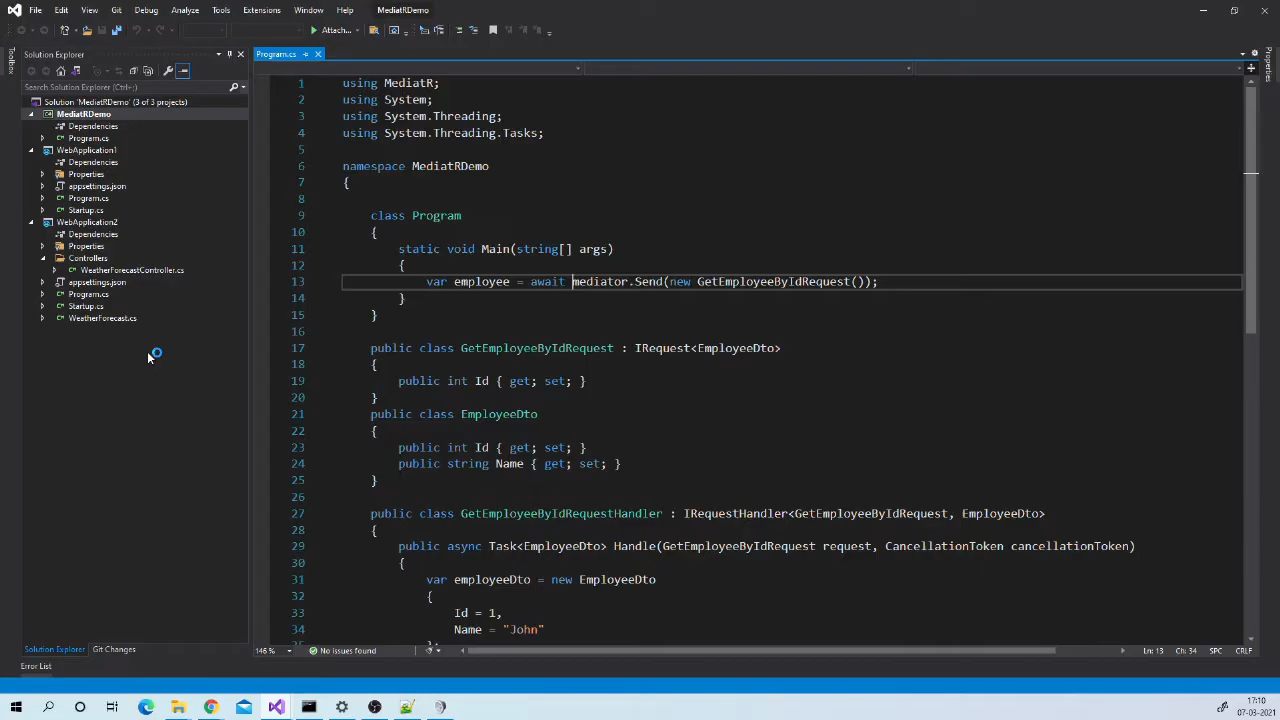 File Edit View Git Debug Analyze Tools Extensions Window Help MediatRDemo
Attach...
Toolbox
Solution Explorer
Search Solution Explorer (Ctrl+;)
Solution 'MediatRDemo' (3 of 3 projects)
MediatRDemo
Dependencies
Program.cs
WebApplication1
Dependencies
Properties
appsettings.json
Program.cs
Startup.cs
WebApplication2
Dependencies
Properties
Controllers
WeatherForecastController.cs
appsettings.json
Program.cs
Startup.cs
WeatherForecast.cs
Solution Explorer Git Changes
Program.cs
1 using MediatR;
2 using System;
3 using System.Threading;
4 using System.Threading.Tasks;
5
6 namespace MediatRDemo
7 {
8
9 class Program
10 {
11 static void Main(string[] args)
12 {
13 var employee = await mediator.Send(new GetEmployeeByIdRequest());
14 }
15 }
16
17 public class GetEmployeeByIdRequest : IRequest<EmployeeDto>
18 {
19 public int Id { get; set; }
20 }
21 public class EmployeeDto
22 {
23 public int Id { get; set; }
24 public string Name { get; set; }
25 }
26
27 public class GetEmployeeByIdRequestHandler : IRequestHandler<GetEmployeeByIdRequest, EmployeeDto>
28 {
29 public async Task<EmployeeDto> Handle(GetEmployeeByIdRequest request, CancellationToken cancellationToken)
30 {
31 var employeeDto = new EmployeeDto
32 {
33 Id = 1,
34 Name = "John"
35 };
Properties
146 % No issues found Ln: 13 Ch: 34 SPC CRLF
Error List
17:10
07-03-2021